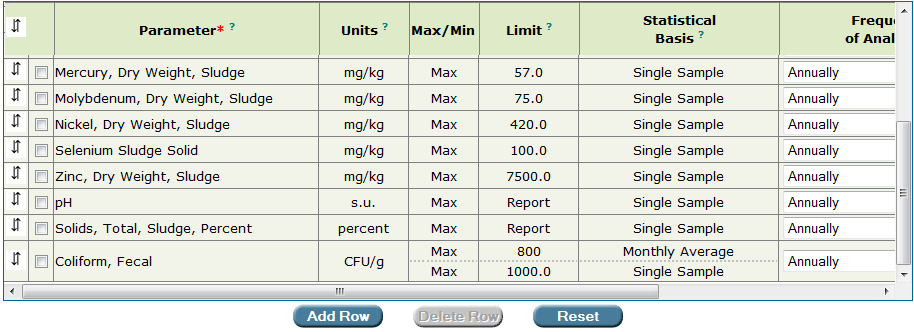 Parameter* ? Units ? Max/Min Limit ? Statistical Basis ? Frequ of Anal
Mercury, Dry Weight, Sludge mg/kg Max 57.0 Single Sample Annually
Molybdenum, Dry Weight, Sludge mg/kg Max 75.0 Single Sample Annually
Nickel, Dry Weight, Sludge mg/kg Max 420.0 Single Sample Annually
Selenium Sludge Solid mg/kg Max 100.0 Single Sample Annually
Zinc, Dry Weight, Sludge mg/kg Max 7500.0 Single Sample Annually
pH s.u. Max Report Single Sample Annually
Solids, Total, Sludge, Percent percent Max Report Single Sample Annually
Coliform, Fecal CFU/g Max 800 Monthly Average Annually
Max 1000.0 Single Sample
Add Row Delete Row Reset